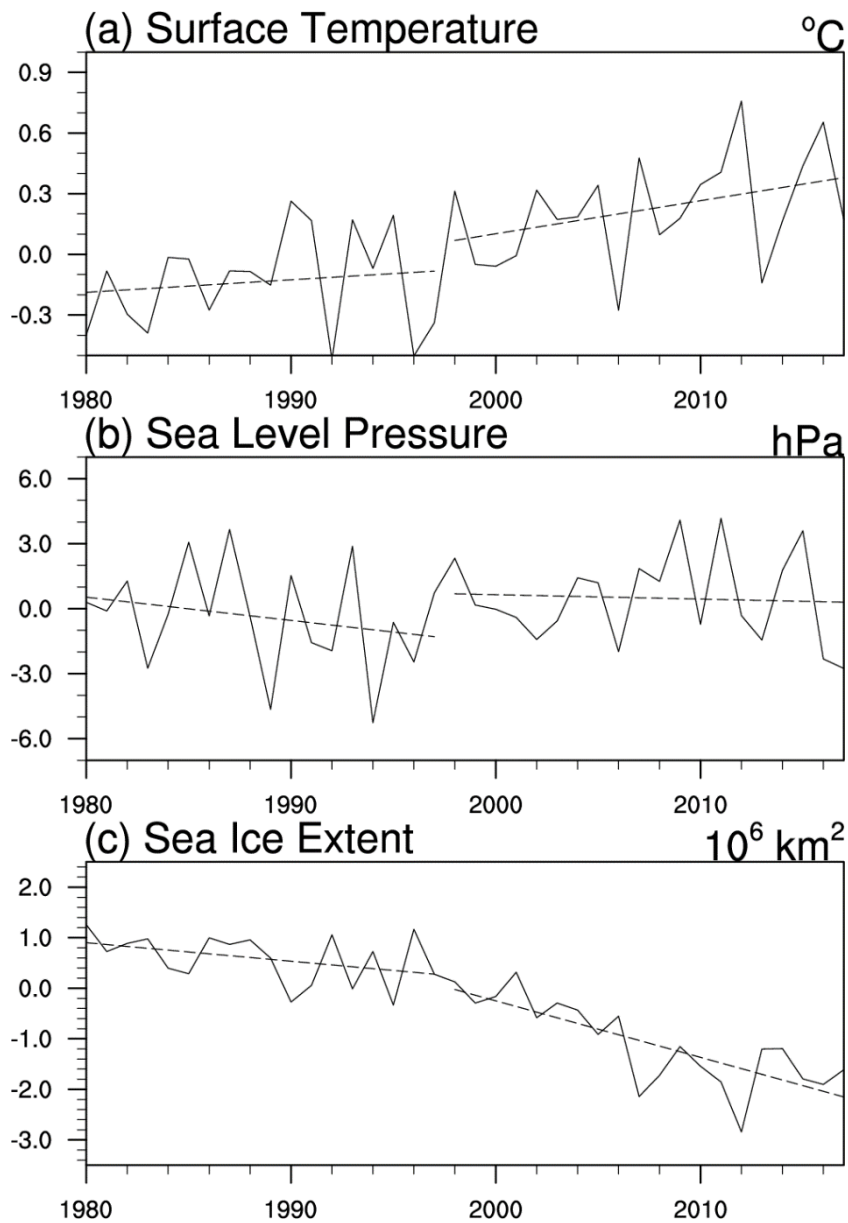 (a) Surface Temperature
°C
0.9
0.6
0.3
0.0
-0.3
1980 1990 2000 2010
(b) Sea Level Pressure
hPa
6.0
3.0
0.0
-3.0
-6.0
1980 1990 2000 2010
(c) Sea Ice Extent
10⁶ km²
2.0
1.0
0.0
-1.0
-2.0
-3.0
1980 1990 2000 2010